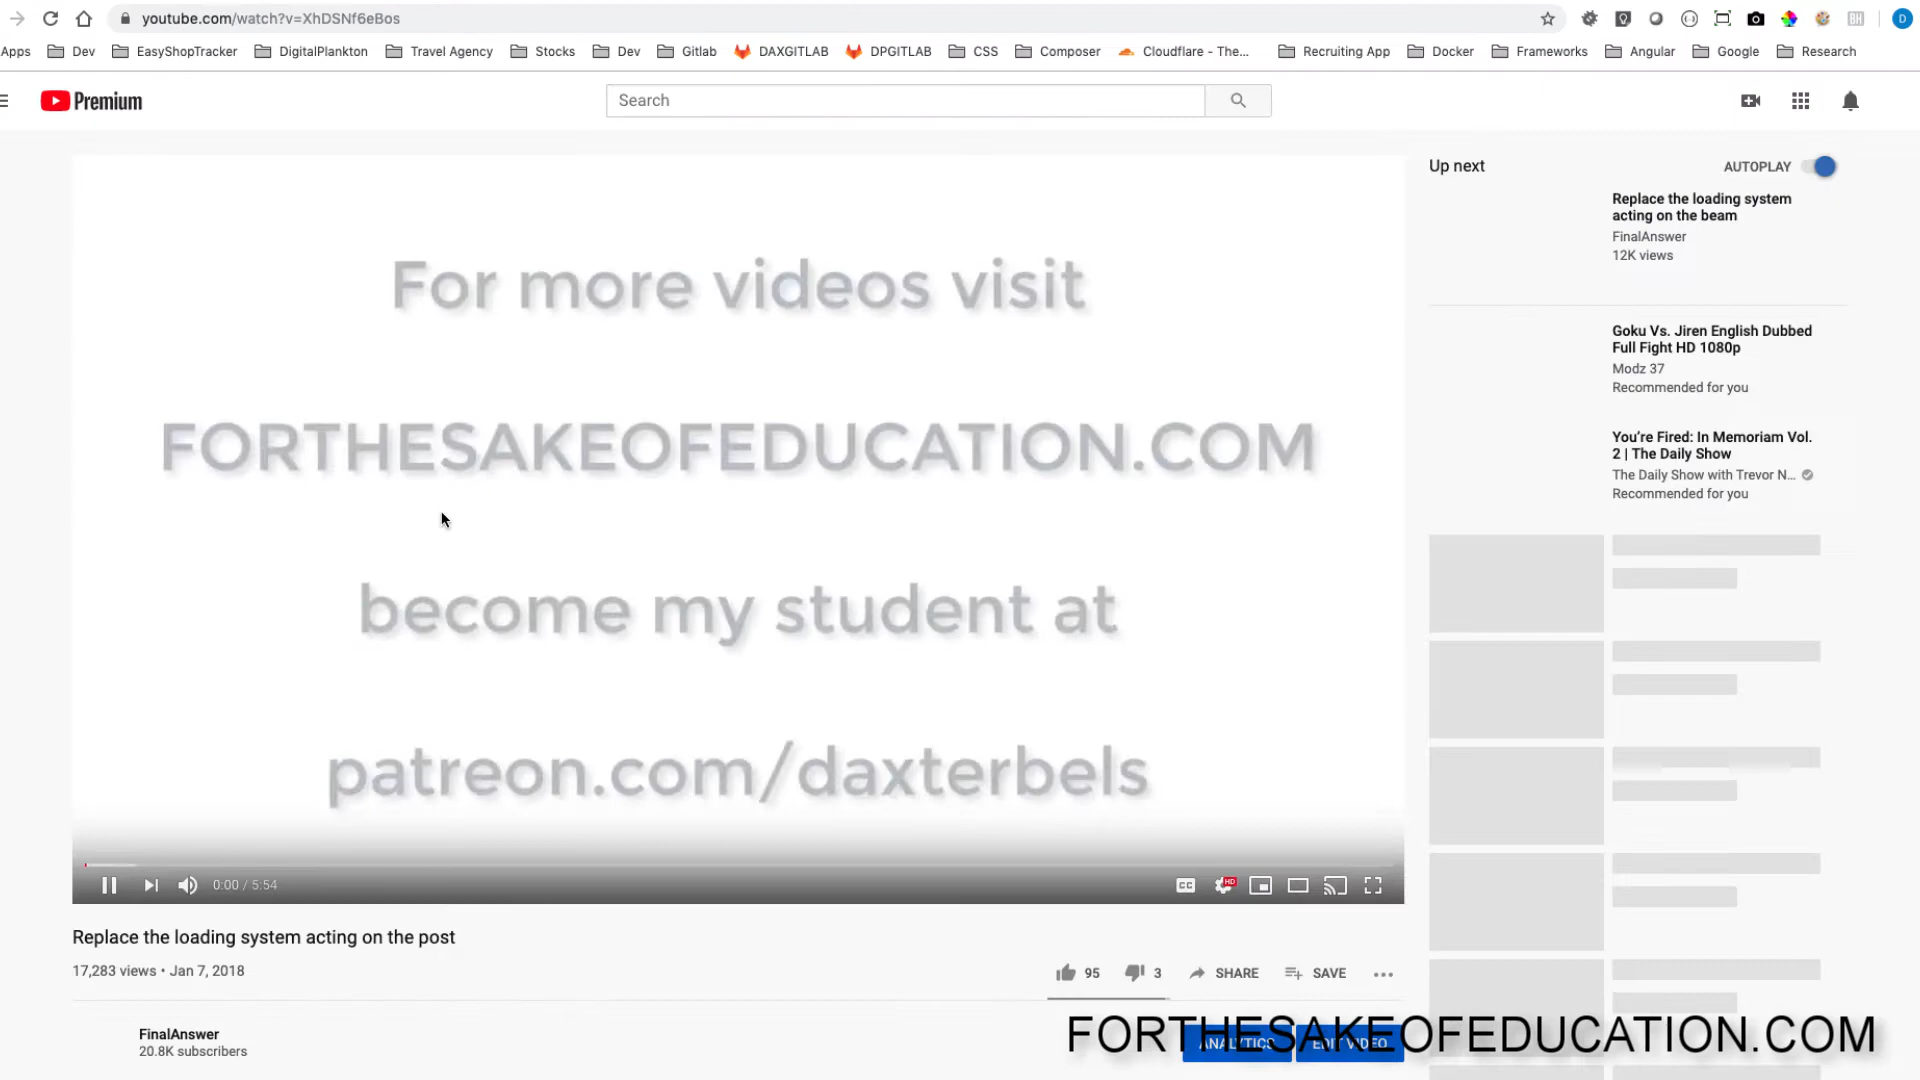 youtube.com/watch?v=XhDSNf6eBos
Apps Dev EasyShopTracker DigitalPlankton Travel Agency Stocks Dev Gitlab DAXGITLAB DPGITLAB CSS Composer Cloudflare - The... Recruiting App Docker Frameworks Angular Google Research
Premium
Search
Up next
AUTOPLAY
For more videos visit
FORTHESAKEOFEDUCATION.COM
become my student at
patreon.com/daxterbels
0:00 / 5:54
CC
HD
Replace the loading system acting on the post
17,283 views • Jan 7, 2018
95
3
SHARE
SAVE
FinalAnswer
20.8K subscribers
ANALYTICS
EDIT VIDEO
Replace the loading system
acting on the beam
FinalAnswer
12K views
Goku Vs. Jiren English Dubbed
Full Fight HD 1080p
Modz 37
Recommended for you
You're Fired: In Memoriam Vol.
2 | The Daily Show
The Daily Show with Trevor N...
Recommended for you
FORTHESAKEOFEDUCATION.COM
D